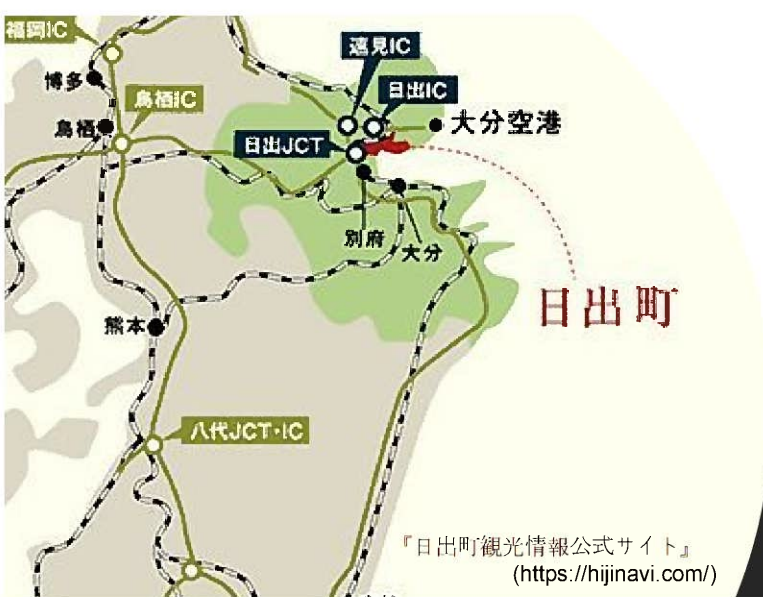 福岡IC
速見IC
博多
日出IC
鳥栖IC
鳥栖
大分空港
日出JCT
別府
大分
日出町
熊本
八代JCT・IC
『日出町観光情報公式サイト』
(https://hijinavi.com/)